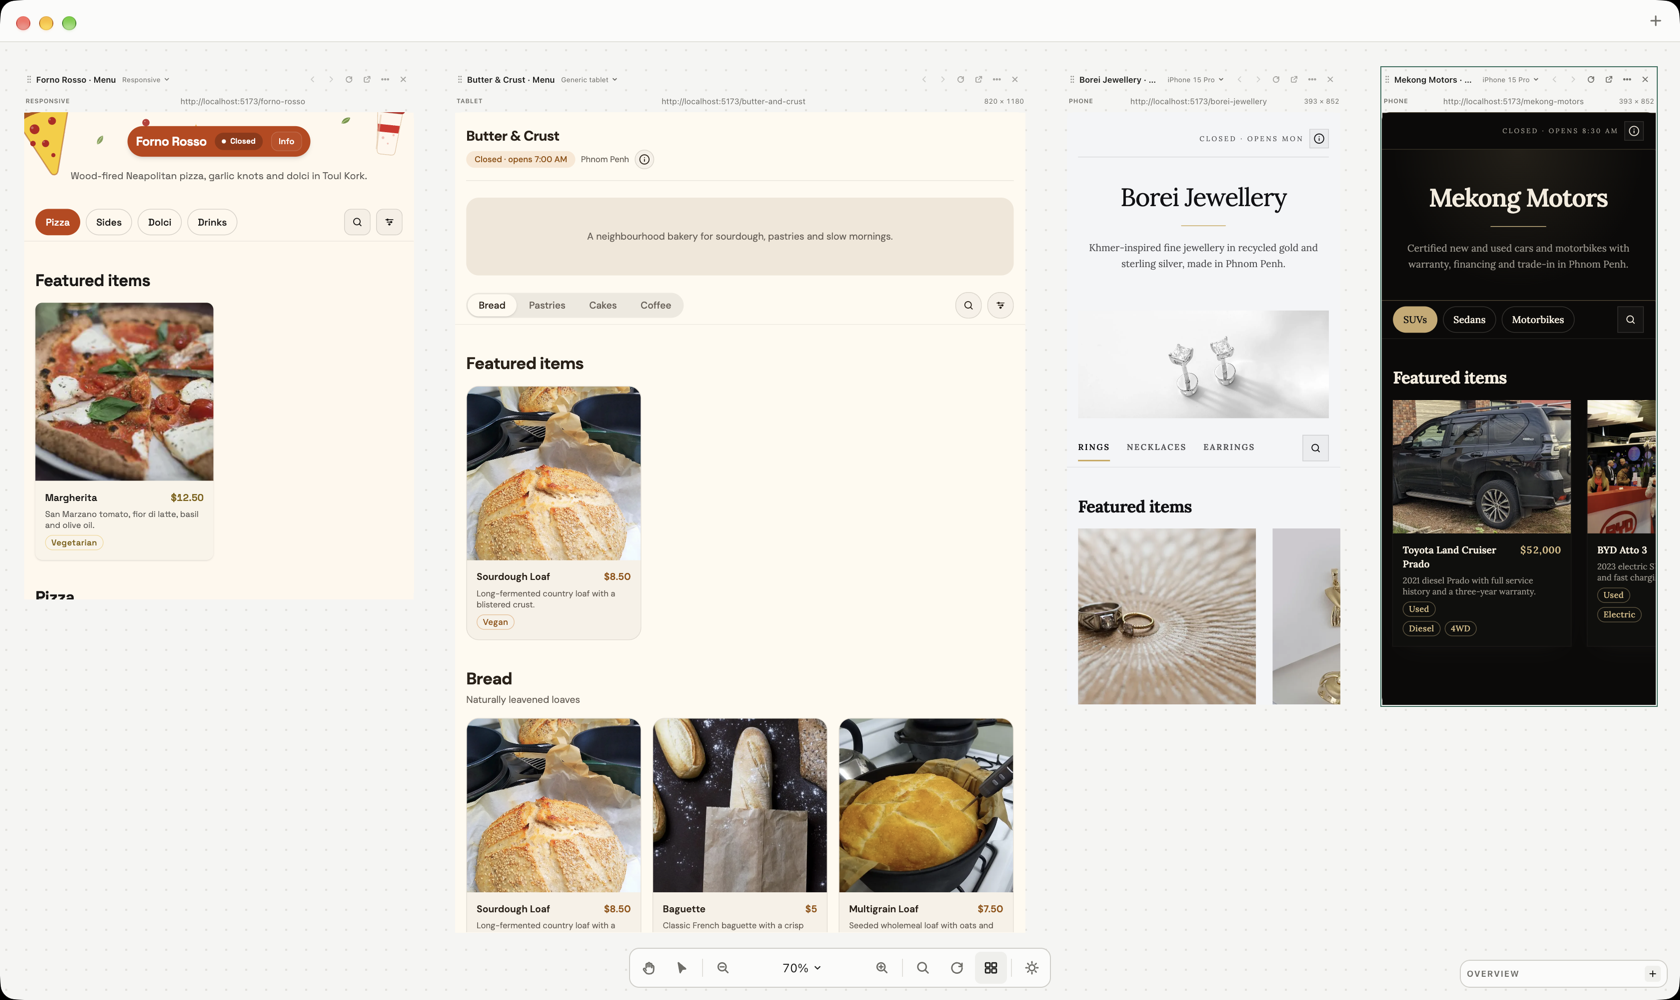 Forno Rosso · Menu Responsive
RESPONSIVE http://localhost:5173/forno-rosso
Forno Rosso Closed Info
Wood-fired Neapolitan pizza, garlic knots and dolci in Toul Kork.
Pizza Sides Dolci Drinks
Featured items
Margherita $12.50
San Marzano tomato, fior di latte, basil
and olive oil.
Vegetarian
Pizza
Butter & Crust · Menu Generic tablet
TABLET http://localhost:5173/butter-and-crust 820 × 1180
Butter & Crust
Closed · opens 7:00 AM Phnom Penh
A neighbourhood bakery for sourdough, pastries and slow mornings.
Bread Pastries Cakes Coffee
Featured items
Sourdough Loaf $8.50
Long-fermented country loaf with a
blistered crust.
Vegan
Bread
Naturally leavened loaves
Sourdough Loaf $8.50
Long-fermented country loaf with a
Baguette $5
Classic French baguette with a crisp
Multigrain Loaf $7.50
Seeded wholemeal loaf with oats and
Borei Jewellery · ... iPhone 15 Pro
PHONE http://localhost:5173/borei-jewellery 393 × 852
CLOSED · OPENS MON
Borei Jewellery
Khmer-inspired fine jewellery in recycled gold and
sterling silver, made in Phnom Penh.
RINGS NECKLACES EARRINGS
Featured items
Mekong Motors · ... iPhone 15 Pro
PHONE http://localhost:5173/mekong-motors 393 × 852
CLOSED · OPENS 8:30 AM
Mekong Motors
Certified new and used cars and motorbikes with
warranty, financing and trade-in in Phnom Penh.
SUVs Sedans Motorbikes
Featured items
Toyota Land Cruiser $52,000
Prado
2021 diesel Prado with full service
history and a three-year warranty.
Used
Diesel 4WD
BYD Atto 3
2023 electric S
and fast chargi
Used
Electric
70%
OVERVIEW